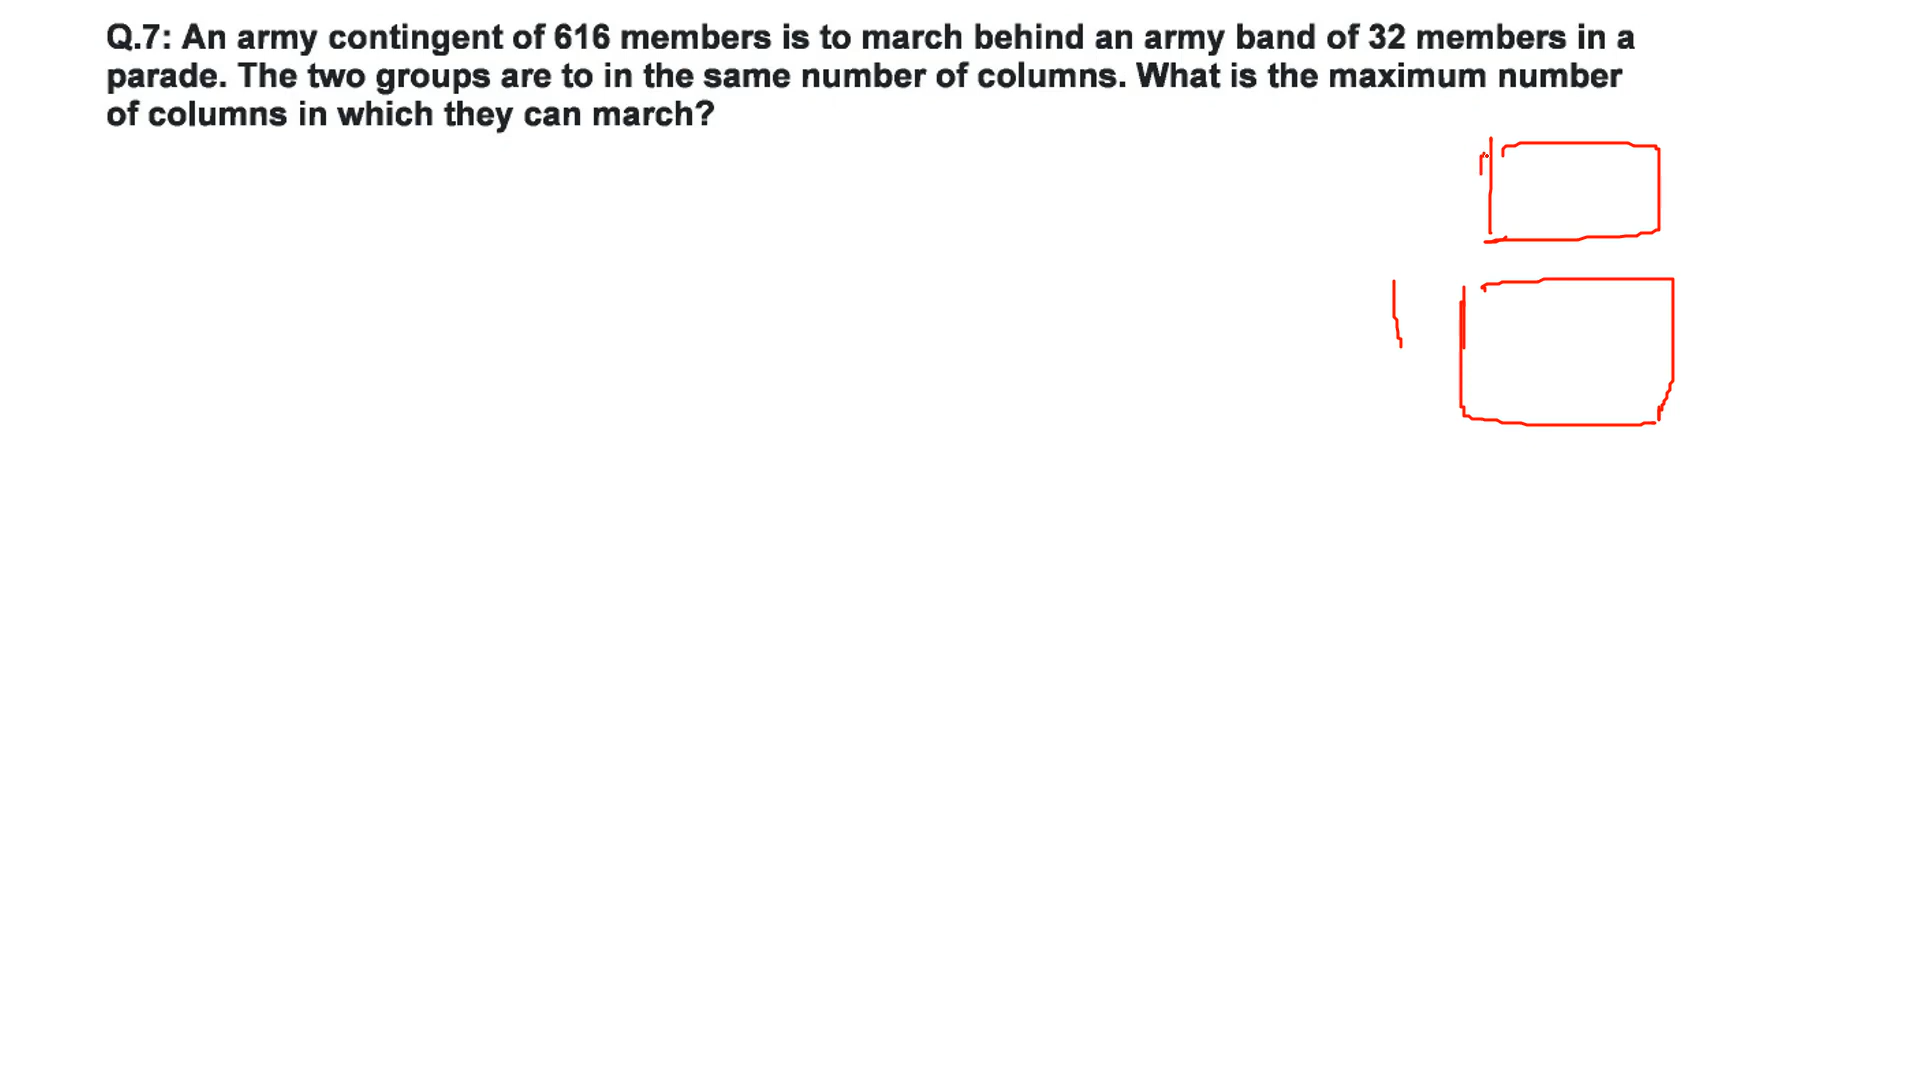 Q.7: An army contingent of 616 members is to march behind an army band of 32 members in a
parade. The two groups are to in the same number of columns. What is the maximum number
of columns in which they can march?